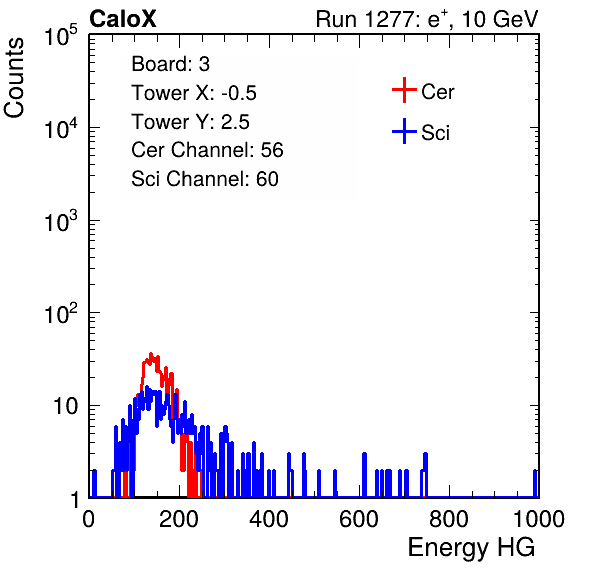 CaloX Run 1277: e⁺, 10 GeV
Counts
Board: 3
Tower X: -0.5
Tower Y: 2.5
Cer Channel: 56
Sci Channel: 60
Cer
Sci
10⁵
10⁴
10³
10²
10
1
0 200 400 600 800 1000
Energy HG